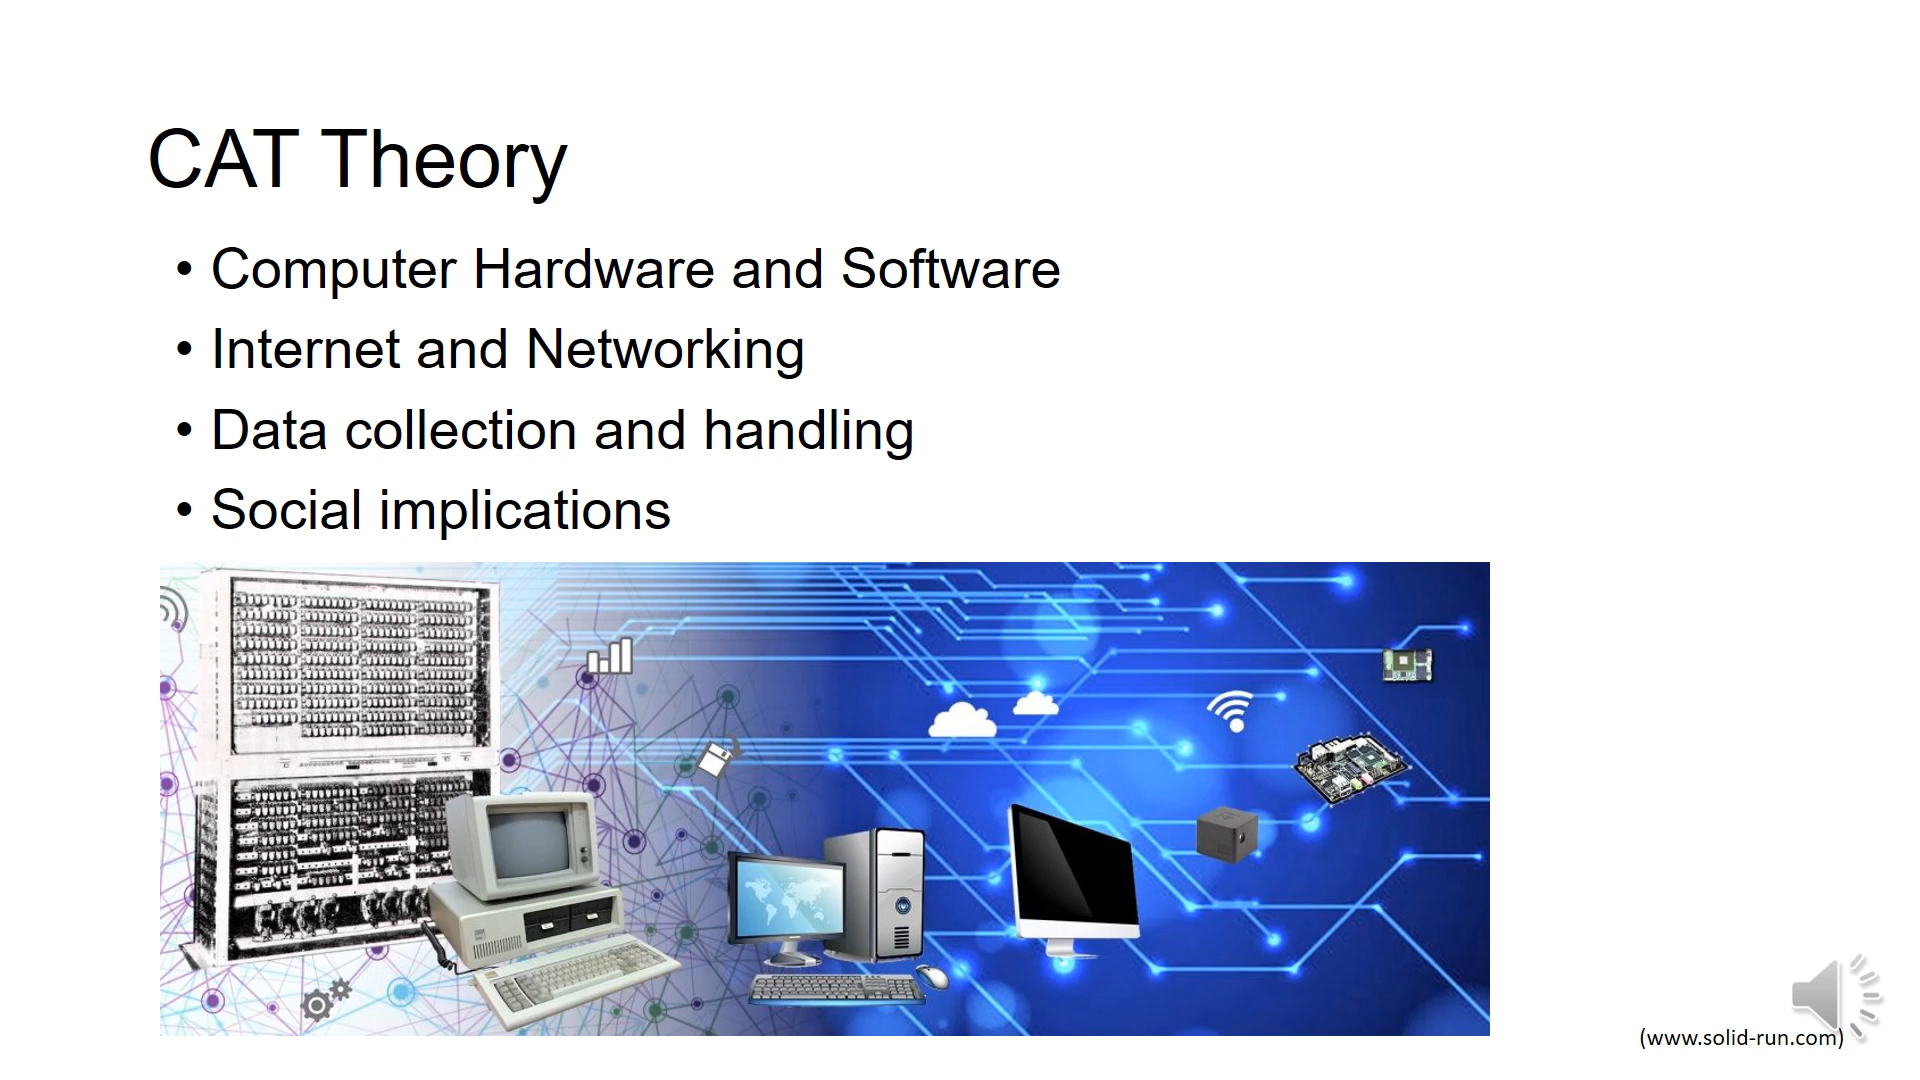 CAT Theory
• Computer Hardware and Software
• Internet and Networking
• Data collection and handling
• Social implications
(www.solid-run.com)